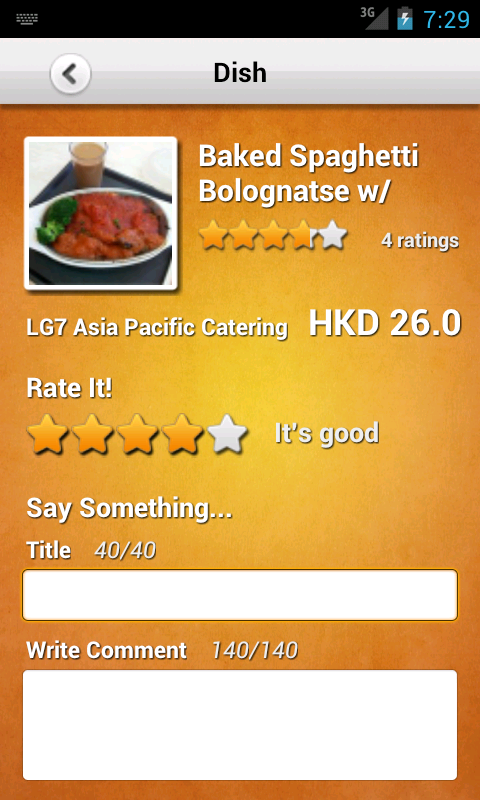 3G
7:29
Dish
Baked Spaghetti
Bolognatse w/
4 ratings
LG7 Asia Pacific Catering HKD 26.0
Rate It!
It's good
Say Something...
Title 40/40
Write Comment 140/140